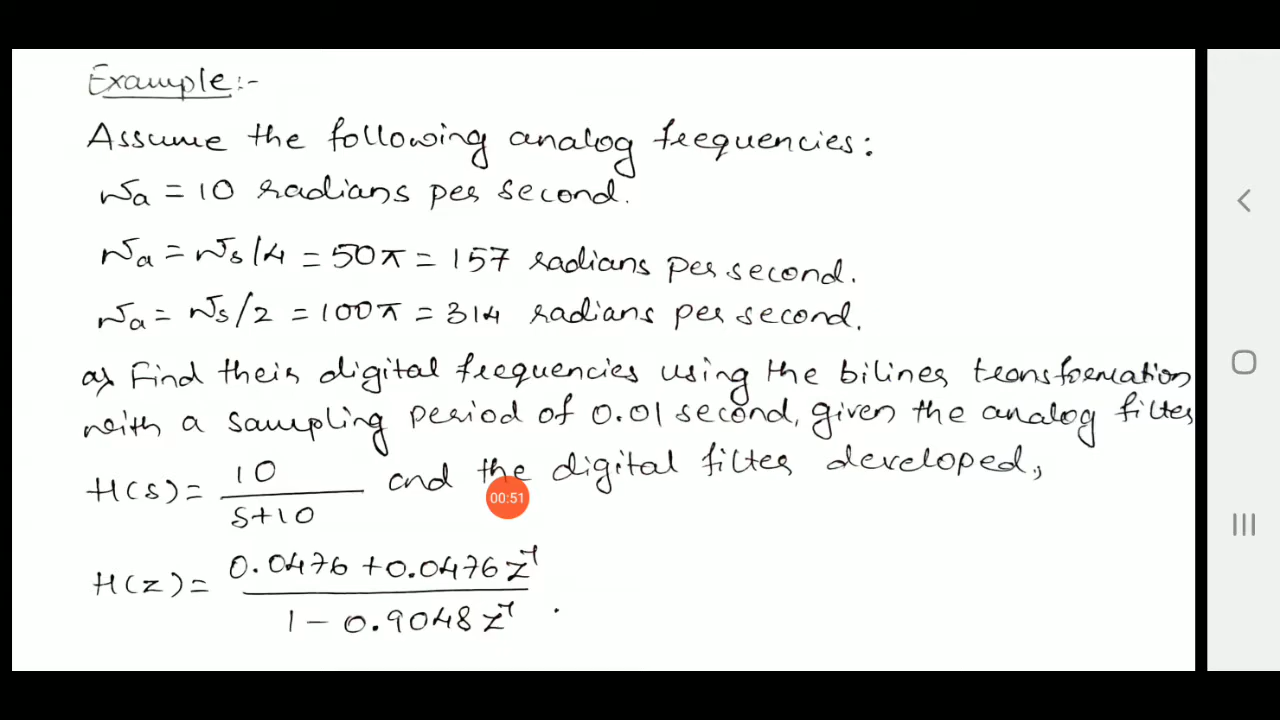 Example:-
Assume the following analog frequencies:
ωa = 10 radians per second.
ωa = ωs/4 = 50π = 157 radians per second.
ωa = ωs/2 = 100π = 314 radians per second.
a) Find their digital frequencies using the biliner transformation
with a sampling period of 0.01 second, given the analog filter
H(s) = 10 / s+10 and the digital filter developed,
00:51
H(z) = 0.0476 + 0.0476 z⁻¹ / 1 - 0.9048 z⁻¹ .